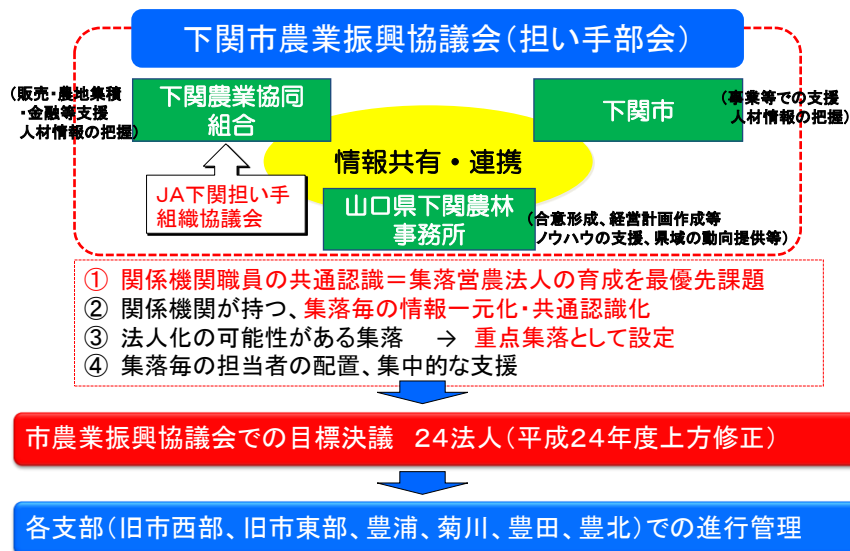 下関市農業振興協議会(担い手部会)
(販売・農地集積
・金融等支援
人材情報の把握)
下関農業協同
組合
下関市
(事業等での支援
人材情報の把握)
情報共有・連携
JA下関担い手
組織協議会
山口県下関農林
事務所
(合意形成、経営計画作成等
ノウハウの支援、県域の動向提供等)
① 関係機関職員の共通認識=集落営農法人の育成を最優先課題
② 関係機関が持つ、集落毎の情報一元化・共通認識化
③ 法人化の可能性がある集落 → 重点集落として設定
④ 集落毎の担当者の配置、集中的な支援
市農業振興協議会での目標決議 24法人(平成24年度上方修正)
各支部(旧市西部、旧市東部、豊浦、菊川、豊田、豊北)での進行管理